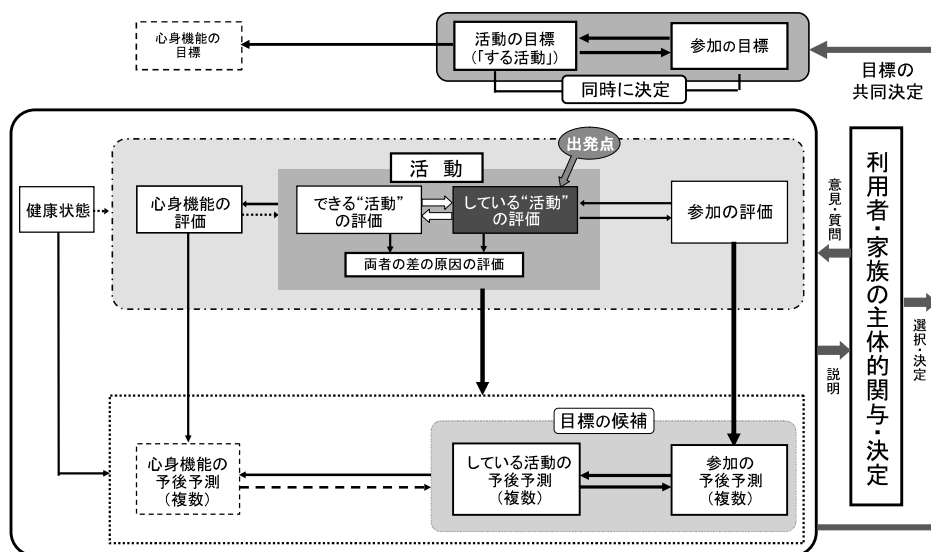 心身機能の
目標
活動の目標
(「する活動」)
参加の目標
同時に決定
目標の
共同決定
出発点
活　動
健康状態
心身機能の
評価
できる“活動”
の評価
している“活動”
の評価
参加の評価
両者の差の原因の評価
意見・質問
利用者・家族の主体的関与・決定
選択・決定
説明
目標の候補
心身機能の
予後予測
(複数)
している活動の
予後予測
(複数)
参加の
予後予測
(複数)